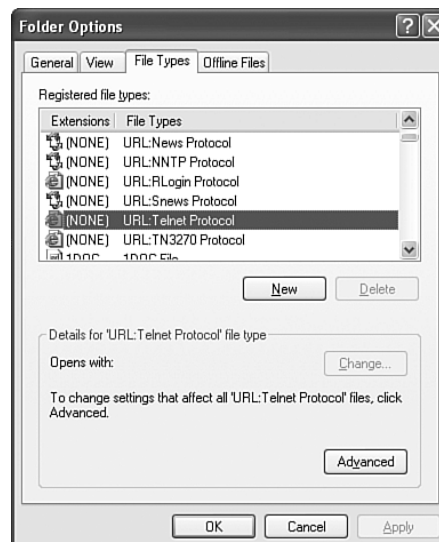 Folder Options
General View File Types Offline Files
Registered file types:
Extensions File Types
(NONE) URL:News Protocol
(NONE) URL:NNTP Protocol
(NONE) URL:RLogin Protocol
(NONE) URL:Snews Protocol
(NONE) URL:Telnet Protocol
(NONE) URL:TN3270 Protocol
1DOC 1DOC File
New Delete
Details for 'URL:Telnet Protocol' file type
Opens with: Change...
To change settings that affect all 'URL:Telnet Protocol' files, click
Advanced.
Advanced
OK Cancel Apply